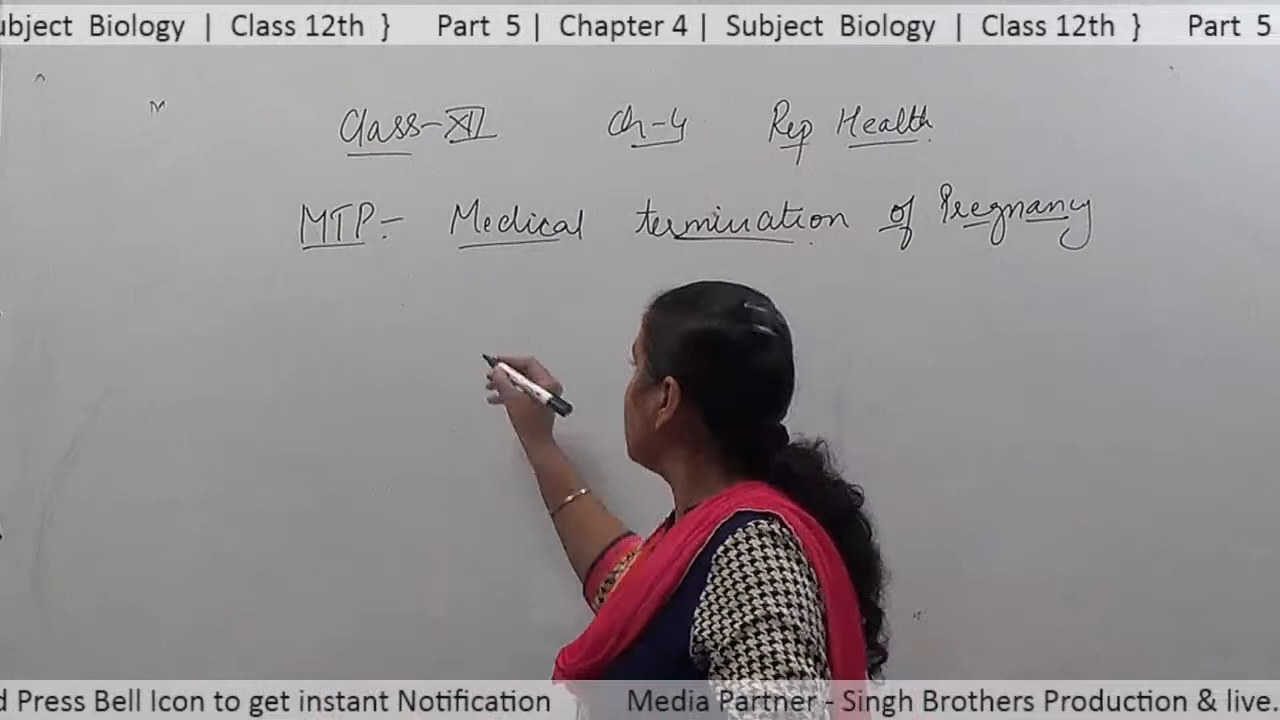 ubject Biology | Class 12th } Part 5 | Chapter 4 | Subject Biology | Class 12th } Part 5
Class-XII Ch-4 Rep Health
MTP:- Medical termination of Pregnancy
d Press Bell Icon to get instant Notification Media Partner - Singh Brothers Production & live.